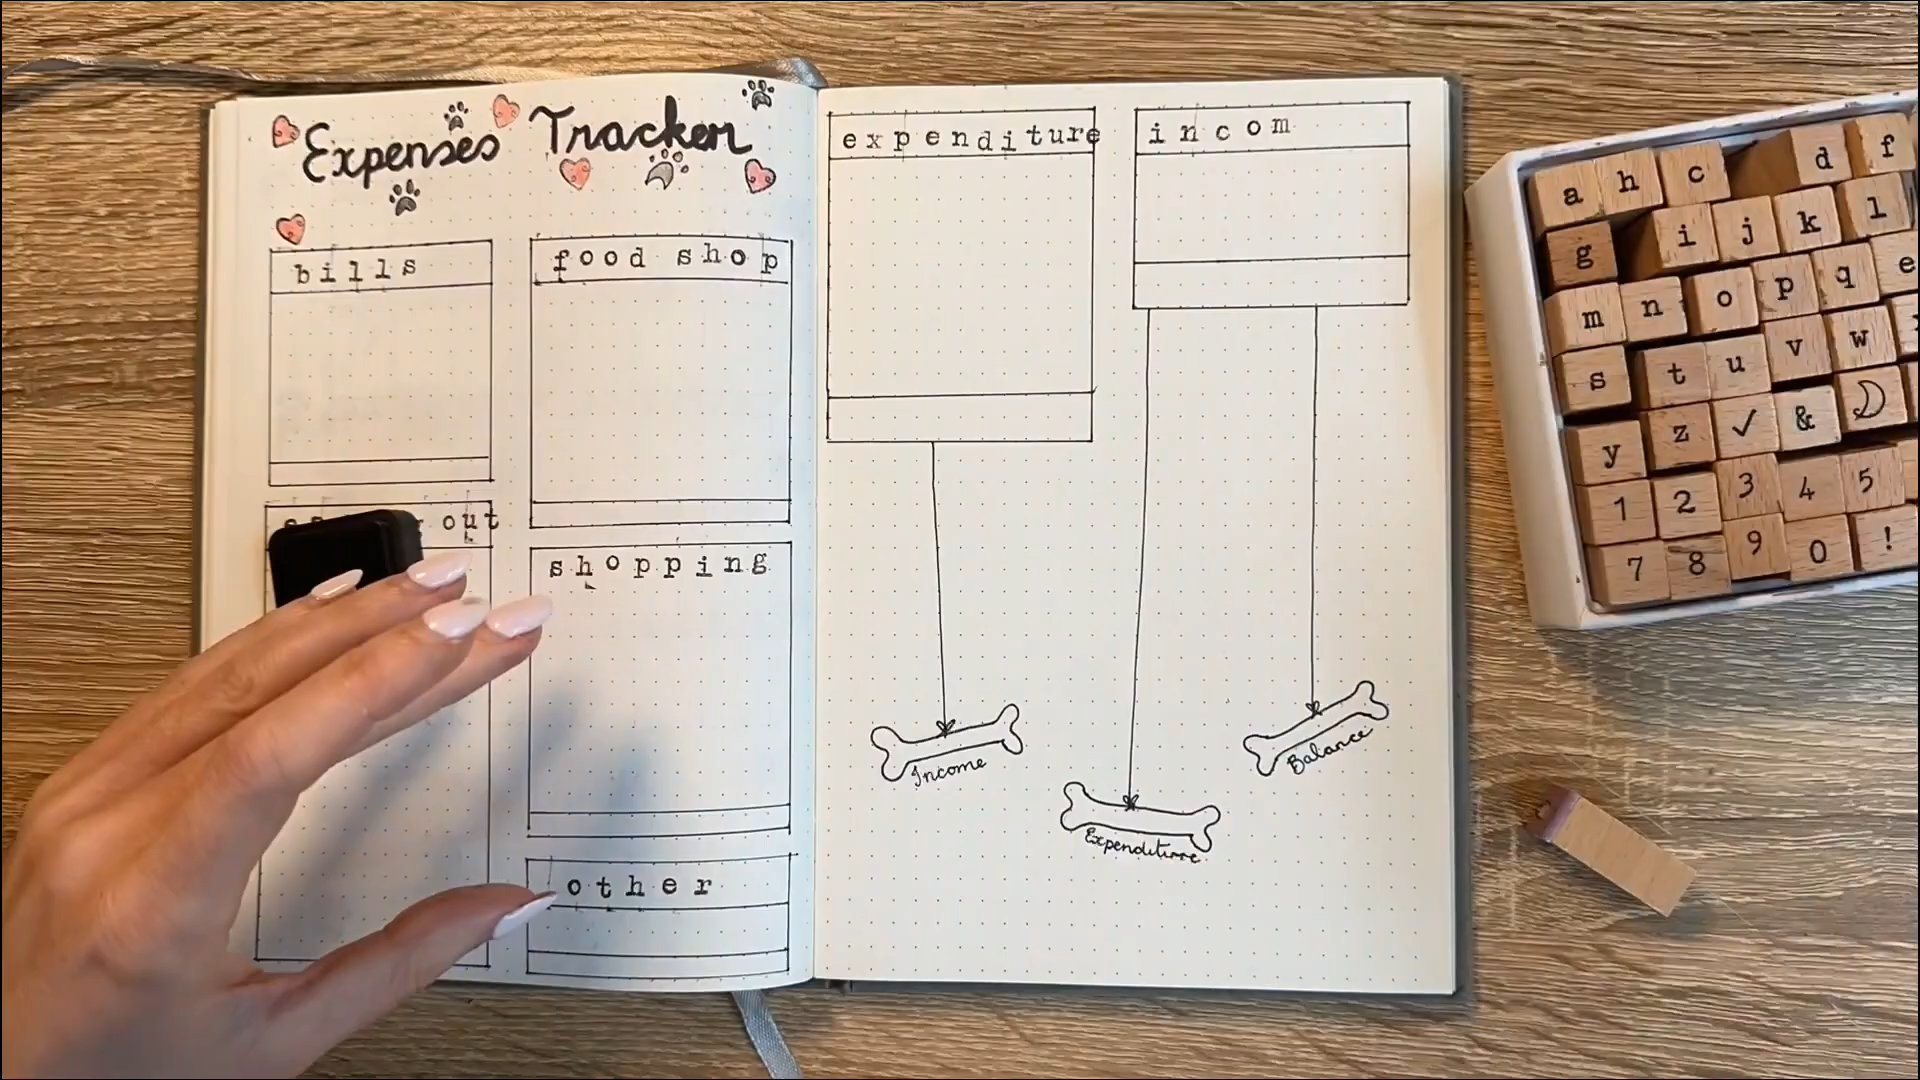 Expenses Tracker
bills
food shop
out
shopping
other
expenditure
incom
Income
Expenditure
Balance
a h c d f
g i j k l
m n o p q e
s t u v w
y z ✓ &
1 2 3 4 5
7 8 9 0 !